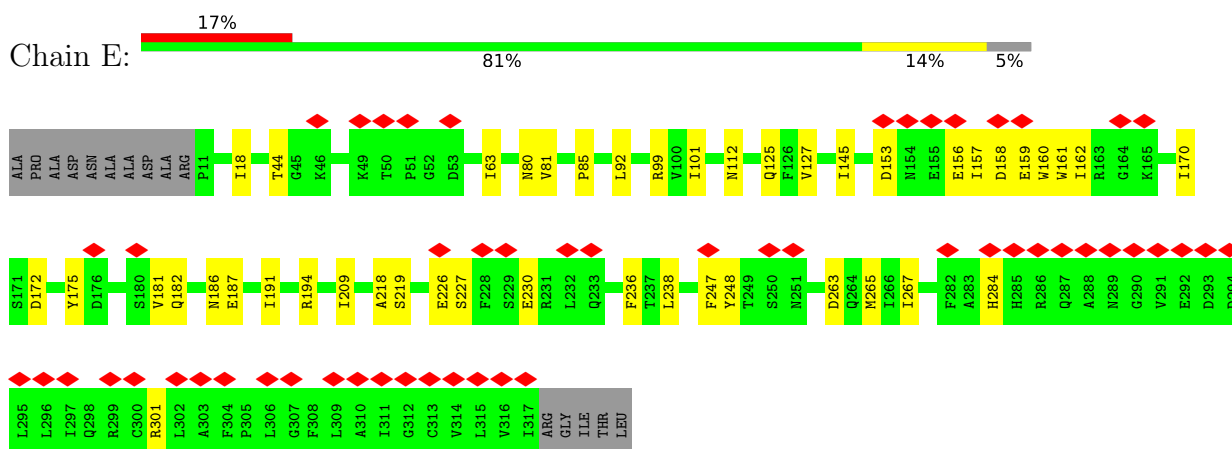 17%
Chain E:
81% 14% 5%
ALA PRO ALA ASP ASN ALA ALA ASP ALA ARG P11 I18 T44 G45 K46 K49 T50 P51 G52 D53 I63 N80 V81 P85 L92 R99 V100 I101 N112 Q125 F126 V127 I145 D153 N154 E155 E156 I157 D158 E159 W160 W161 I162 R163 G164 K165 I170
S171 D172 Y175 D176 S180 V181 Q182 N186 E187 I191 R194 I209 A218 S219 E226 S227 F228 S229 E230 R231 L232 Q233 F236 T237 L238 F247 Y248 T249 S250 N251 D263 Q264 M265 I266 I267 F282 A283 H284 H285 R286 Q287 A288 N289 G290 V291 E292 D293
L295 L296 I297 Q298 R299 C300 R301 L302 A303 F304 P305 L306 G307 F308 L309 A310 I311 G312 C313 V314 L315 V316 I317 ARG GLY ILE THR LEU